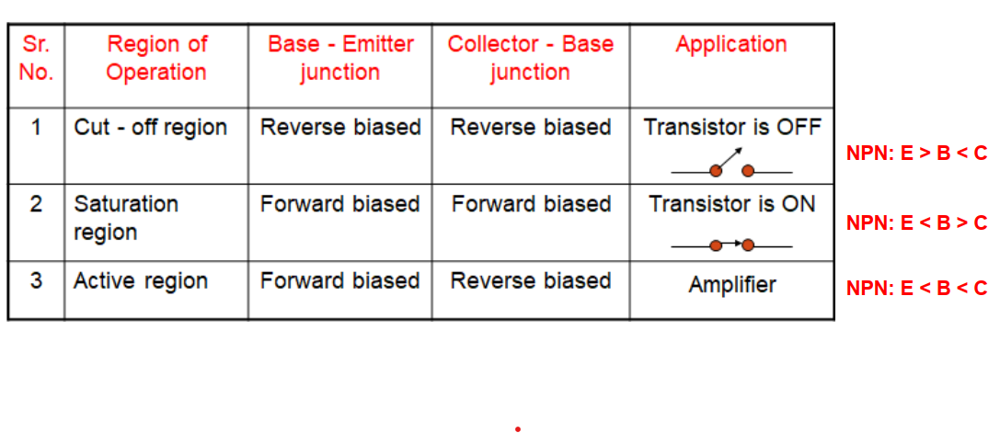 Sr. No. Region of Operation Base - Emitter junction Collector - Base junction Application
1 Cut - off region Reverse biased Reverse biased Transistor is OFF
NPN: E > B < C
2 Saturation region Forward biased Forward biased Transistor is ON
NPN: E < B > C
3 Active region Forward biased Reverse biased Amplifier
NPN: E < B < C